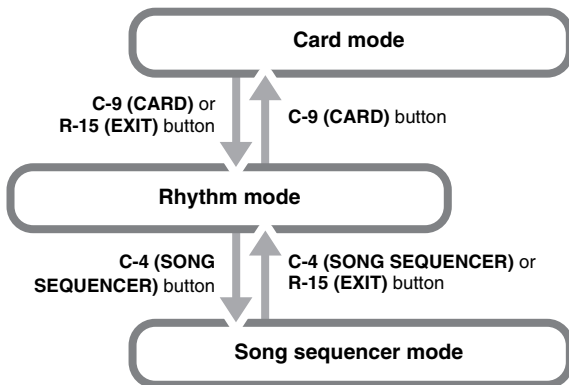 Card mode
C-9 (CARD) or
R-15 (EXIT) button
C-9 (CARD) button
Rhythm mode
C-4 (SONG
SEQUENCER) button
C-4 (SONG SEQUENCER) or
R-15 (EXIT) button
Song sequencer mode